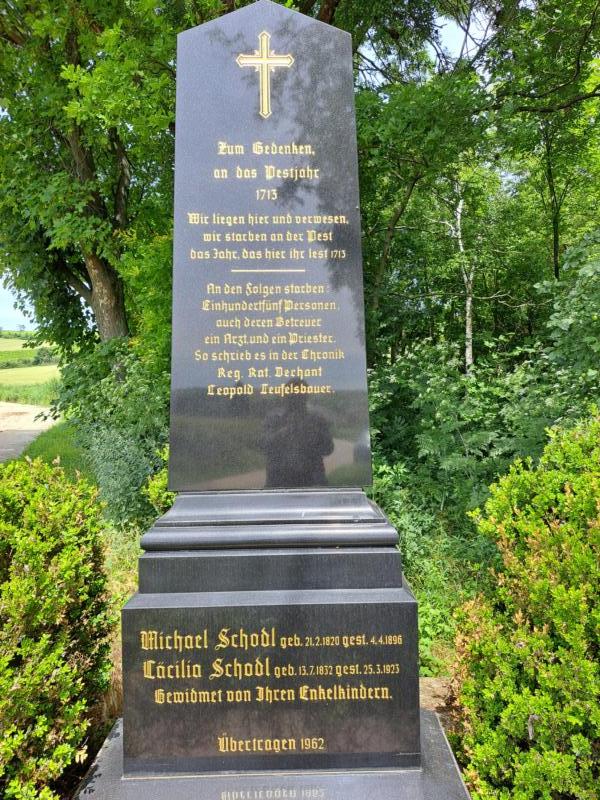 Zum Gedenken,
an das Pestjahr
1713
Wir liegen hier und verwesen,
wir starben an der Pest
das Jahr, das hier ihr lest 1713
An den Folgen starben:
Einhundertfünf Personen,
auch deren Betreuer
ein Arzt und ein Priester.
So schrieb es in der Chronik
Reg. Rat. Dechant
Leopold Teufelsbauer.
Michael Schodl geb. 21.2.1820 gest. 4.4.1896
Cäcilia Schodl geb. 13.7.1832 gest. 25.3.1923
Gewidmet von Ihren Enkelkindern.
Übertragen 1962